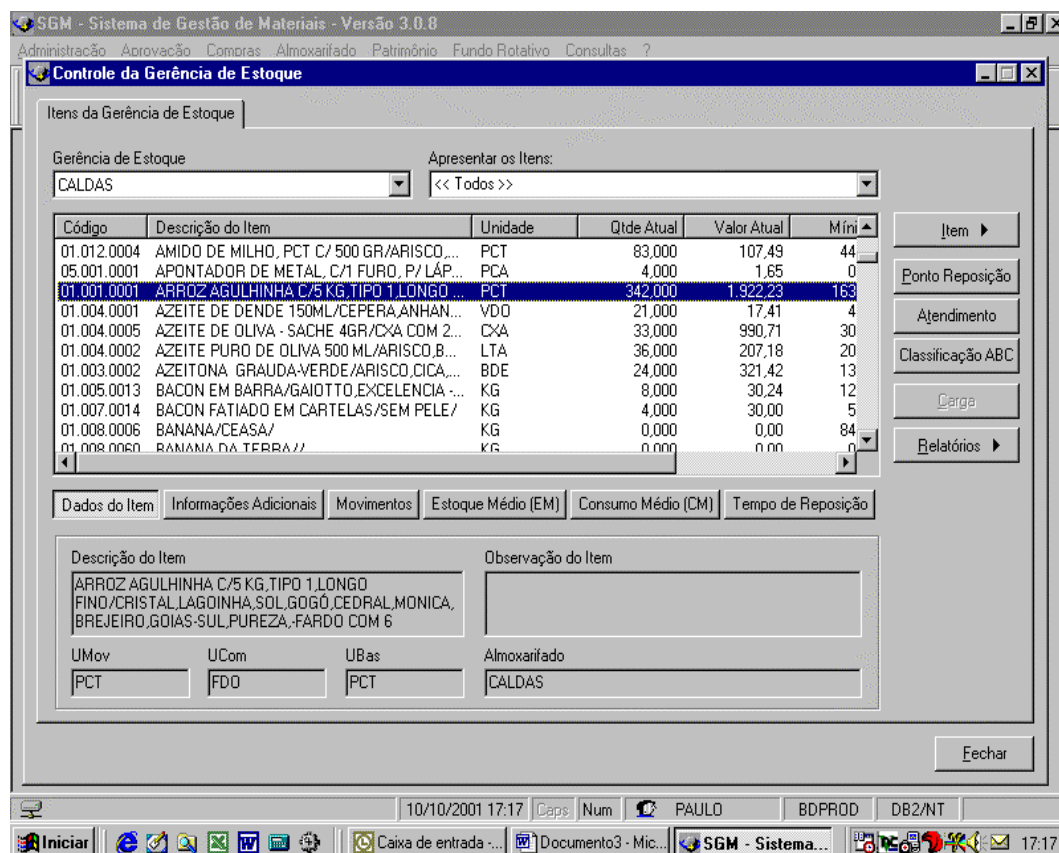 SGM - Sistema de Gestão de Materiais - Versão 3.0.8
Administração Aprovação Compras Almoxarifado Patrimônio Fundo Rotativo Consultas ?
Controle da Gerência de Estoque
Itens da Gerência de Estoque
Gerência de Estoque Apresentar os Itens:
CALDAS << Todos >>
Código Descrição do Item Unidade Qtde Atual Valor Atual Míni
01.012.0004 AMIDO DE MILHO, PCT C/ 500 GR/ARISCO,... PCT 83,000 107,49 44
05.001.0001 APONTADOR DE METAL, C/1 FURO, P/ LÁP... PCA 4,000 1,65 0
01.001.0001 ARROZ AGULHINHA C/5 KG,TIPO 1,LONGO ... PCT 342,000 1.922,23 163
01.004.0001 AZEITE DE DENDE 150ML/CEPERA,ANHAN... VDO 21,000 17,41 4
01.004.0005 AZEITE DE OLIVA - SACHE 4GR/CXA COM 2... CXA 33,000 990,71 30
01.004.0002 AZEITE PURO DE OLIVA 500 ML/ARISCO,B... LTA 36,000 207,18 20
01.003.0002 AZEITONA GRAUDA-VERDE/ARISCO,CICA,... BDE 24,000 321,42 13
01.005.0013 BACON EM BARRA/GAIOTTO,EXCELENCIA -... KG 8,000 30,24 12
01.007.0014 BACON FATIADO EM CARTELAS/SEM PELE/ KG 4,000 30,00 5
01.008.0006 BANANA/CEASA/ KG 0,000 0,00 84
01.008.0060 BANANA DA TERRA// KG 0,000 0,00 0
Item
Ponto Reposição
Atendimento
Classificação ABC
Carga
Relatórios
Dados do Item Informações Adicionais Movimentos Estoque Médio (EM) Consumo Médio (CM) Tempo de Reposição
Descrição do Item Observação do Item
ARROZ AGULHINHA C/5 KG,TIPO 1,LONGO
FINO/CRISTAL,LAGOINHA,SOL,GOGÓ,CEDRAL,MONICA,
BREJEIRO,GOIAS-SUL,PUREZA,-FARDO COM 6
UMov UCom UBas Almoxarifado
PCT FDO PCT CALDAS
Fechar
10/10/2001 17:17 Caps Num PAULO BDPROD DB2/NT
Iniciar Caixa de entrada -... Documento3 - Mic... SGM - Sistema... 17:17